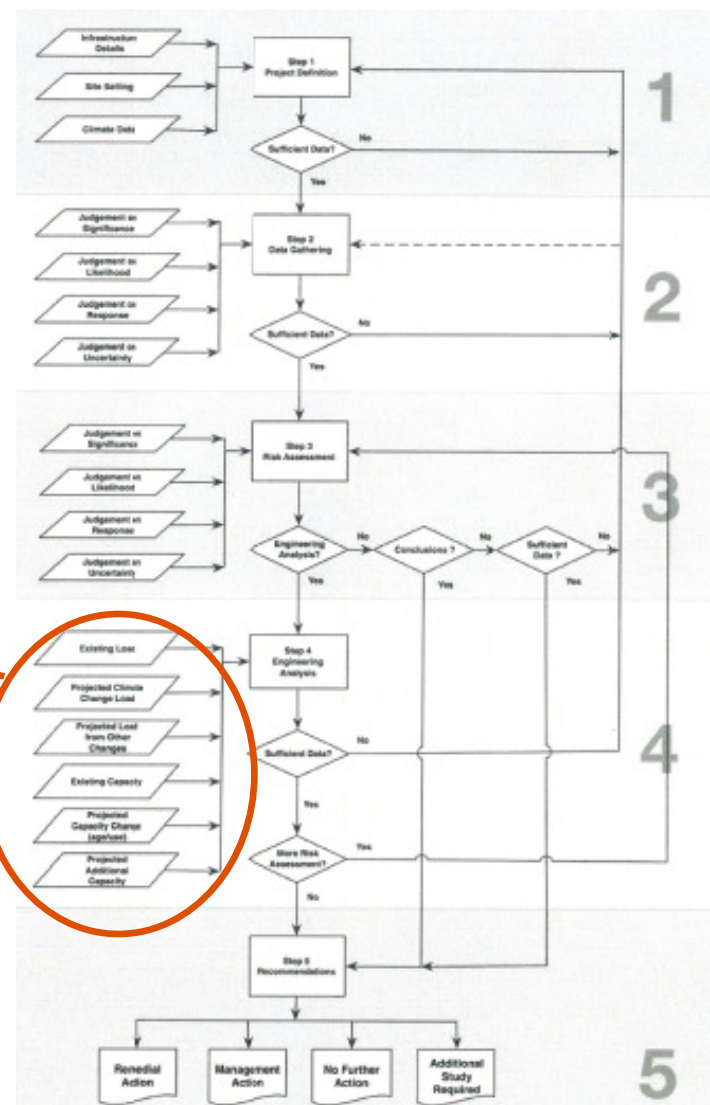 Infrastructure
Details
Site Setting
Climate Data
Step 1
Project Definition
Sufficient Data?
No
Yes
1
Judgement on
Significance
Judgement on
Likelihood
Judgement on
Response
Judgement on
Uncertainty
Step 2
Data Gathering
Sufficient Data?
No
Yes
2
Judgement on
Significance
Judgement on
Likelihood
Judgement on
Response
Judgement on
Uncertainty
Step 3
Risk Assessment
Engineering
Analysis?
No
Conclusions ?
No
Sufficient
Data ?
No
Yes
Yes
Yes
3
Existing Load
Projected Climate
Change Load
Projected Load
from Other
Changes
Existing Capacity
Projected
Capacity Change
(age/use)
Projected
Additional
Capacity
Step 4
Engineering
Analysis
Sufficient Data?
No
Yes
More Risk
Assessment?
Yes
No
4
Step 5
Recommendations
Remedial
Action
Management
Action
No Further
Action
Additional
Study
Required
5